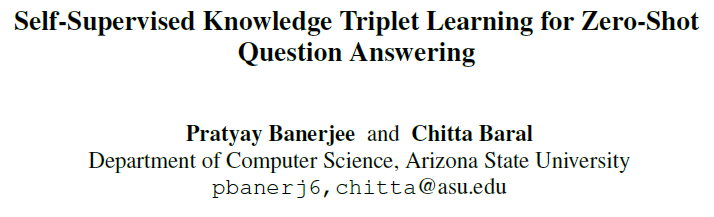 Self-Supervised Knowledge Triplet Learning for Zero-Shot
Question Answering
Pratyay Banerjee and Chitta Baral
Department of Computer Science, Arizona State University
pbanerj6,chitta@asu.edu